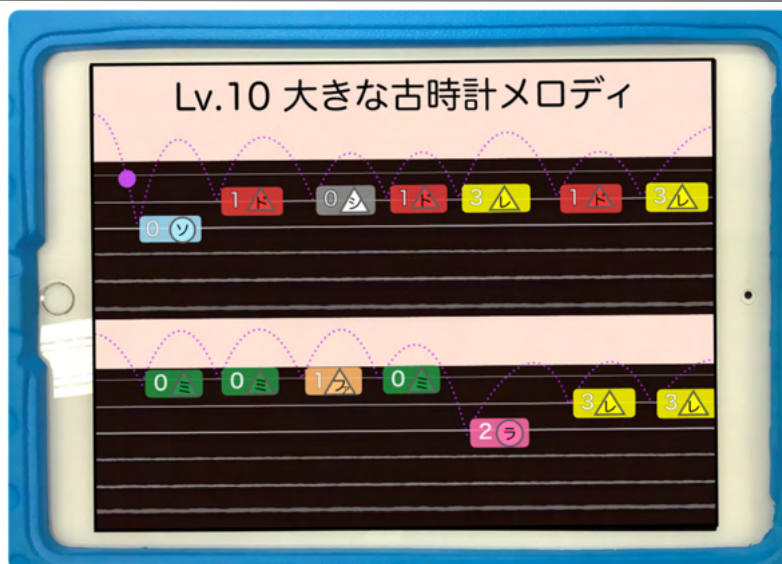 Lv.10 大きな古時計メロディ
0 ソ 1 ド 0 シ 1 ド 3 レ 1 ド 3 レ
0 ミ 0 ミ 1 ファ 0 ミ 2 ラ 3 レ 3 レ